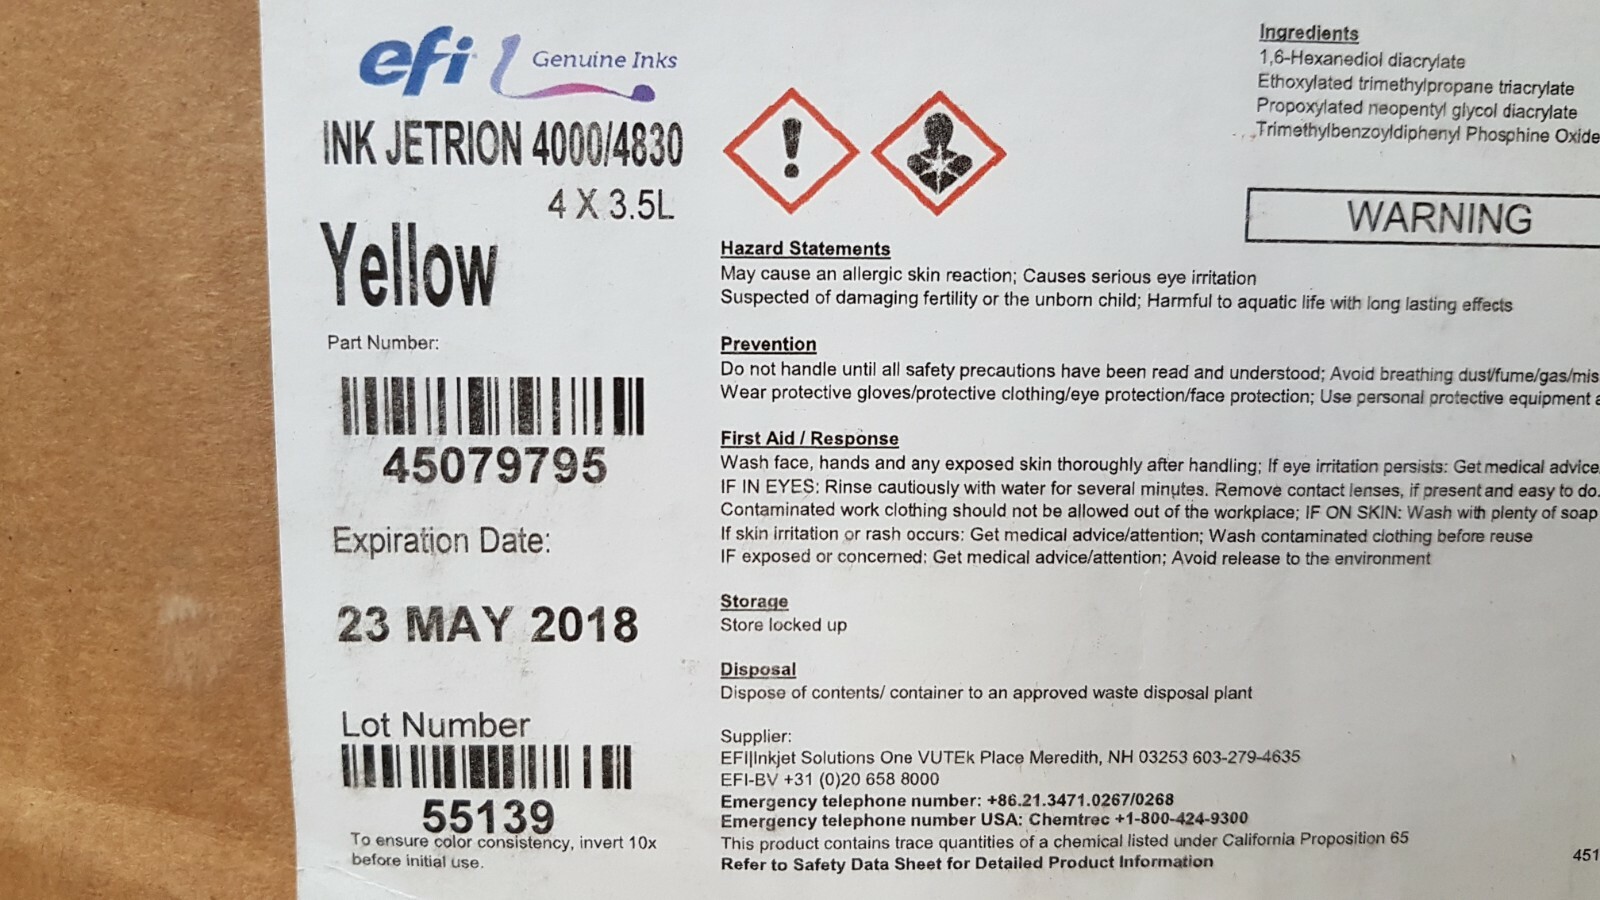 efi Genuine Inks
INK JETRION 4000/4830
4 X 3.5L
Yellow
Part Number:
45079795
Expiration Date:
23 MAY 2018
Lot Number
55139
To ensure color consistency, invert 10x
before initial use.
Ingredients
1,6-Hexanediol diacrylate
Ethoxylated trimethylpropane triacrylate
Propoxylated neopentyl glycol diacrylate
Trimethylbenzoyldiphenyl Phosphine Oxide
WARNING
Hazard Statements
May cause an allergic skin reaction; Causes serious eye irritation
Suspected of damaging fertility or the unborn child; Harmful to aquatic life with long lasting effects
Prevention
Do not handle until all safety precautions have been read and understood; Avoid breathing dust/fume/gas/mis
Wear protective gloves/protective clothing/eye protection/face protection; Use personal protective equipment a
First Aid / Response
Wash face, hands and any exposed skin thoroughly after handling; If eye irritation persists: Get medical advice
IF IN EYES: Rinse cautiously with water for several minutes. Remove contact lenses, if present and easy to do.
Contaminated work clothing should not be allowed out of the workplace; IF ON SKIN: Wash with plenty of soap
If skin irritation or rash occurs: Get medical advice/attention; Wash contaminated clothing before reuse
IF exposed or concerned: Get medical advice/attention; Avoid release to the environment
Storage
Store locked up
Disposal
Dispose of contents/ container to an approved waste disposal plant
Supplier:
EFI|Inkjet Solutions One VUTEk Place Meredith, NH 03253 603-279-4635
EFI-BV +31 (0)20 658 8000
Emergency telephone number: +86.21.3471.0267/0268
Emergency telephone number USA: Chemtrec +1-800-424-9300
This product contains trace quantities of a chemical listed under California Proposition 65
Refer to Safety Data Sheet for Detailed Product Information
451